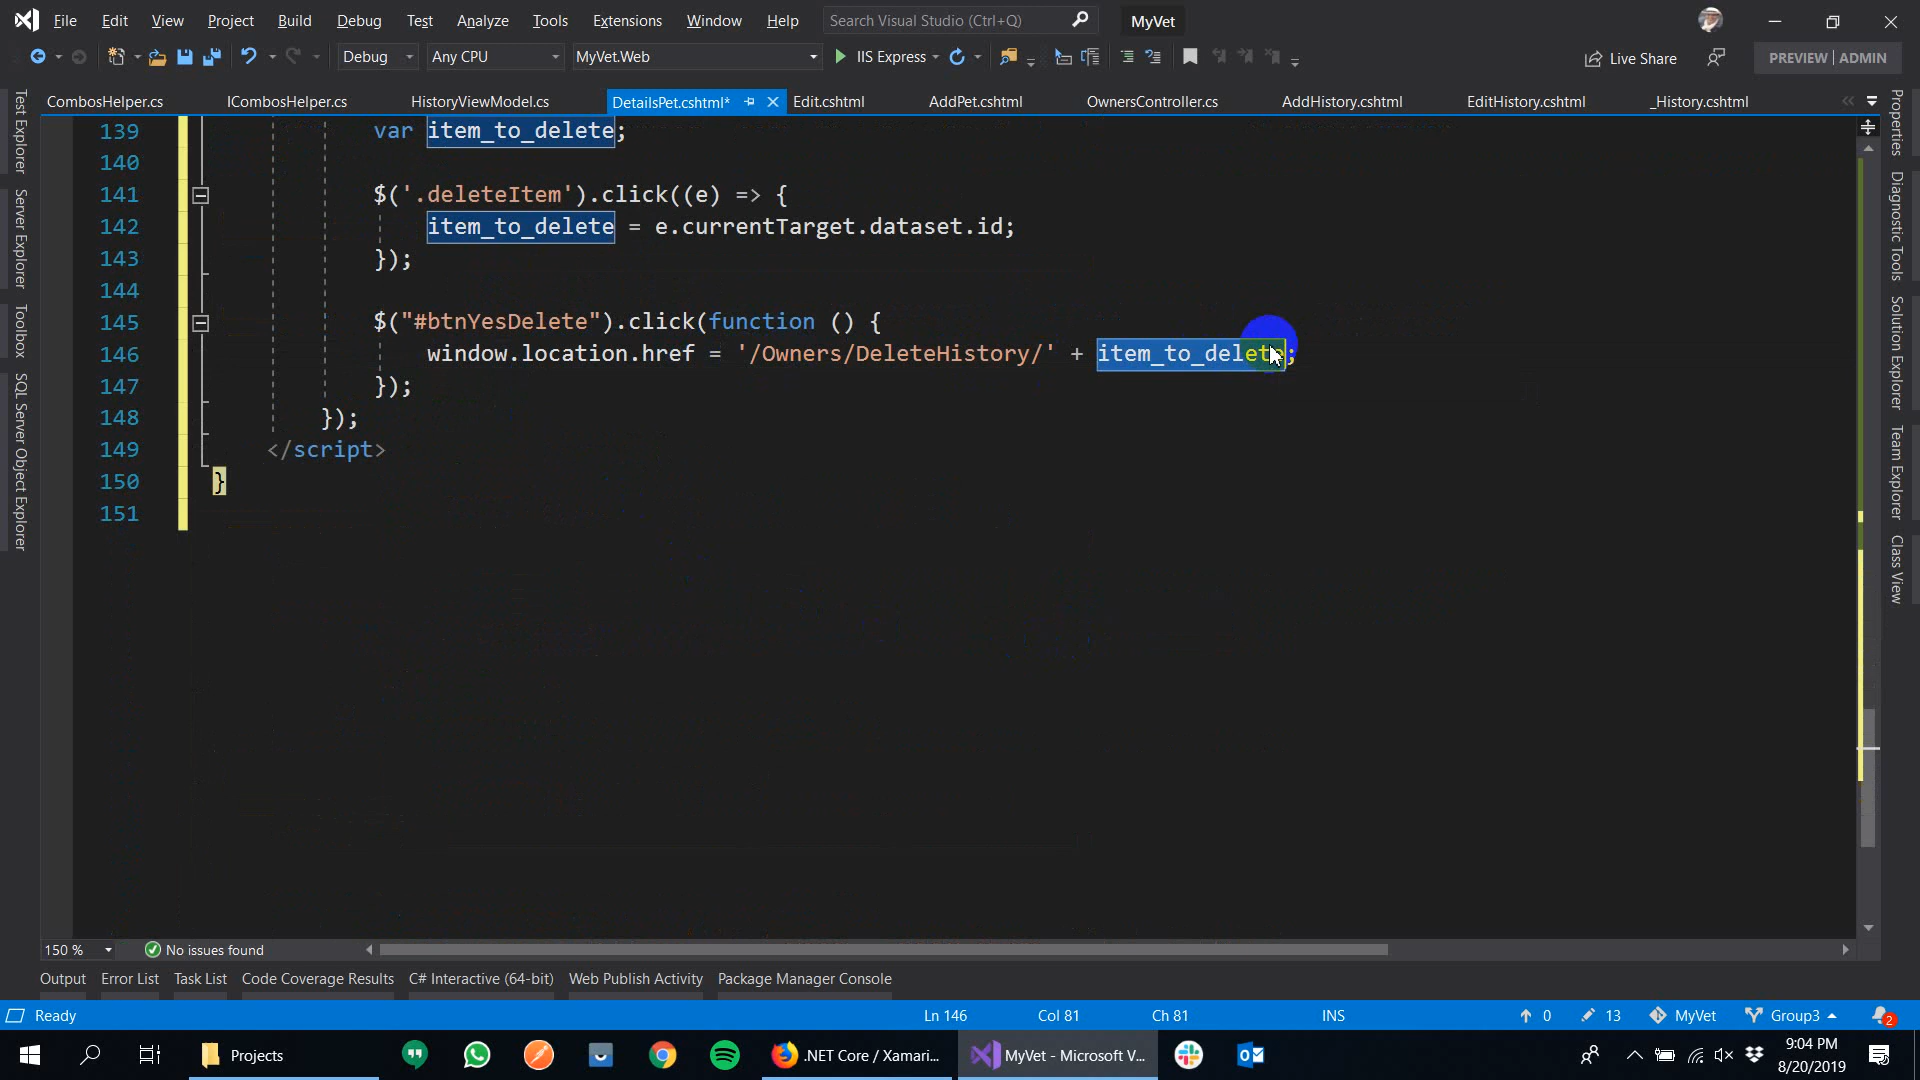 File Edit View Project Build Debug Test Analyze Tools Extensions Window Help Search Visual Studio (Ctrl+Q) MyVet
Debug Any CPU MyVet.Web IIS Express Live Share PREVIEW ADMIN
CombosHelper.cs ICombosHelper.cs HistoryViewModel.cs DetailsPet.cshtml* Edit.cshtml AddPet.cshtml OwnersController.cs AddHistory.cshtml EditHistory.cshtml _History.cshtml
Test Explorer
Server Explorer
Toolbox
SQL Server Object Explorer
139 var item_to_delete;
140
141 $('.deleteItem').click((e) => {
142 item_to_delete = e.currentTarget.dataset.id;
143 });
144
145 $("#btnYesDelete").click(function () {
146 window.location.href = '/Owners/DeleteHistory/' + item_to_delete;
147 });
148 });
149 </script>
150 }
151
Properties
Diagnostic Tools
Solution Explorer
Team Explorer
Class View
150 % No issues found
Output Error List Task List Code Coverage Results C# Interactive (64-bit) Web Publish Activity Package Manager Console
Ready Ln 146 Col 81 Ch 81 INS 0 13 MyVet Group3 2
Projects .NET Core / Xamari... MyVet - Microsoft V... 9:04 PM
8/20/2019